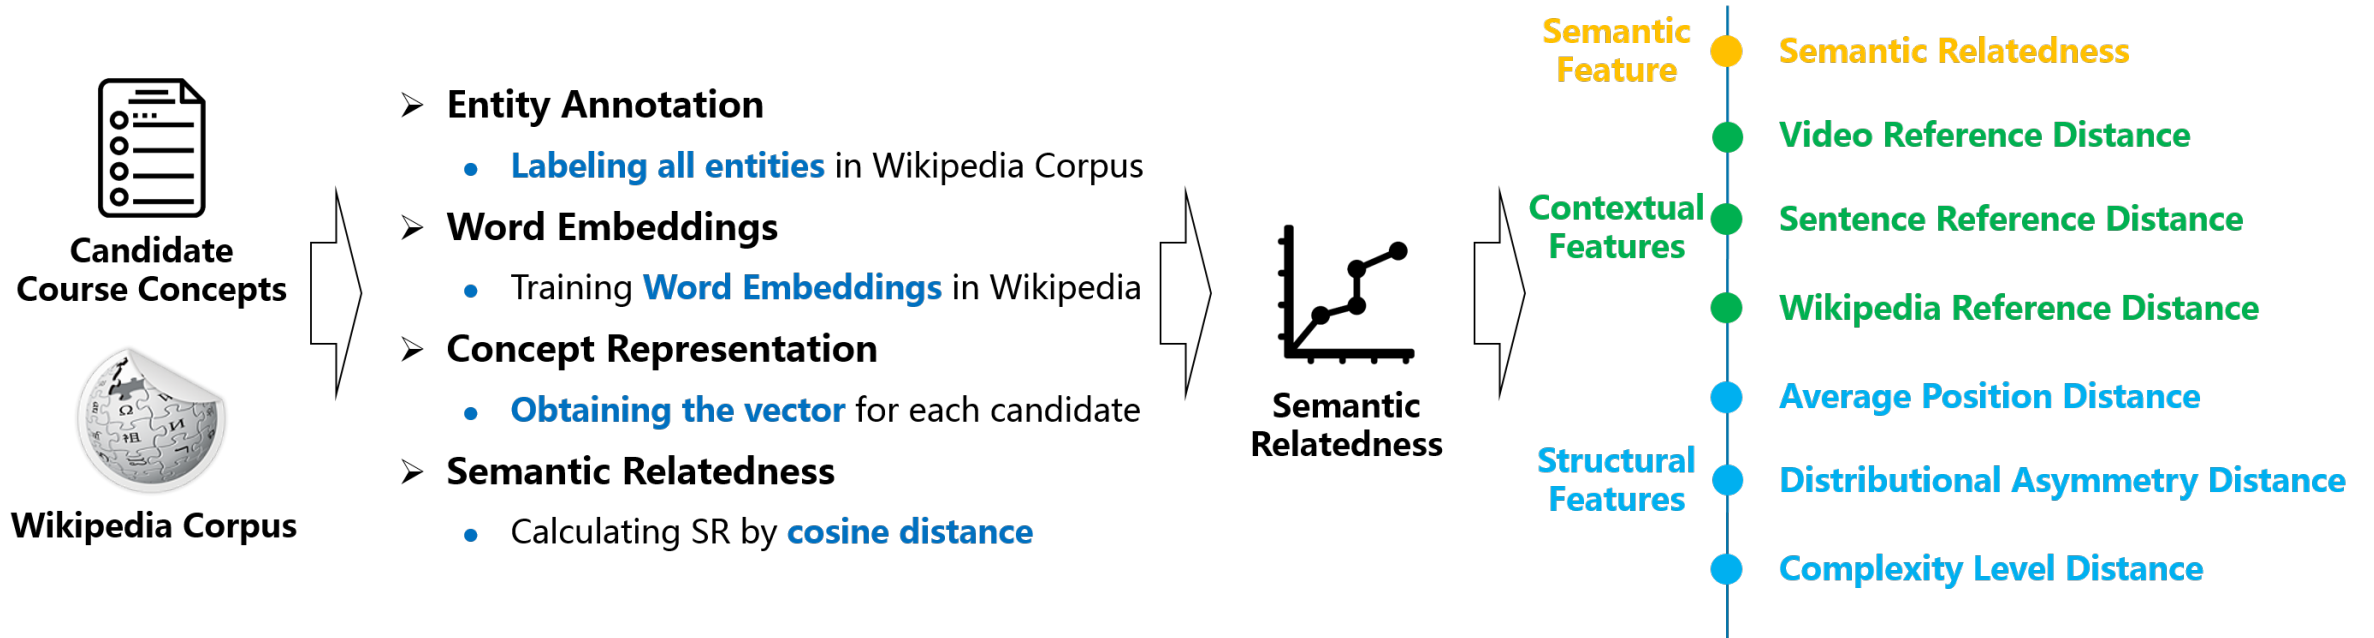 Candidate
Course Concepts
Wikipedia Corpus
Entity Annotation
Labeling all entities in Wikipedia Corpus
Word Embeddings
Training Word Embeddings in Wikipedia
Concept Representation
Obtaining the vector for each candidate
Semantic Relatedness
Calculating SR by cosine distance
Semantic
Relatedness
Semantic
Feature
Semantic Relatedness
Contextual
Features
Video Reference Distance
Sentence Reference Distance
Wikipedia Reference Distance
Structural
Features
Average Position Distance
Distributional Asymmetry Distance
Complexity Level Distance